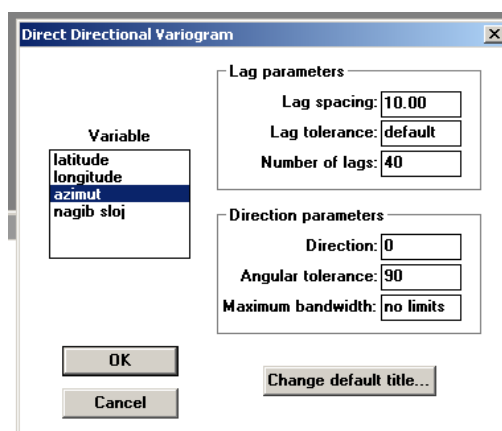 Direct Directional Variogram
Variable
latitude
longitude
azimut
nagib sloj
Lag parameters
Lag spacing: 10.00
Lag tolerance: default
Number of lags: 40
Direction parameters
Direction: 0
Angular tolerance: 90
Maximum bandwidth: no limits
OK
Cancel
Change default title...